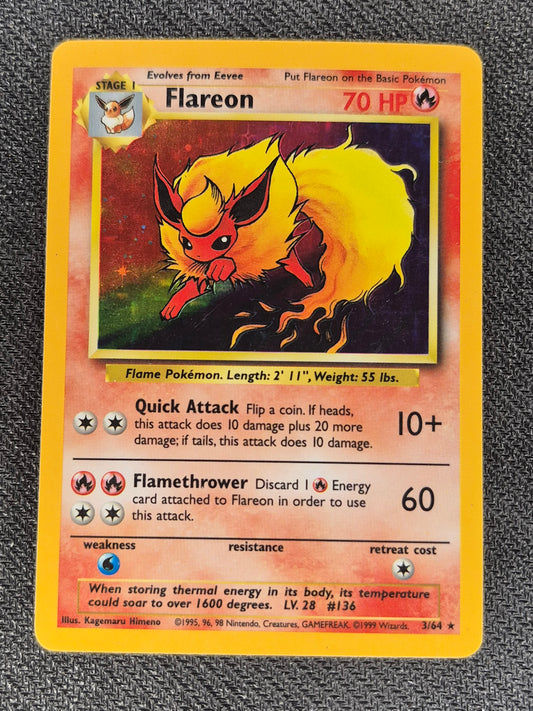 Evolves from Eevee
Put Flareon on the Basic Pokémon
STAGE 1
Flareon
70 HP
Flame Pokémon. Length: 2' 11", Weight: 55 lbs.
Quick Attack Flip a coin. If heads,
this attack does 10 damage plus 20 more
damage; if tails, this attack does 10 damage.
10+
Flamethrower Discard 1 Energy
card attached to Flareon in order to use
this attack.
60
weakness
resistance
retreat cost
When storing thermal energy in its body, its temperature
could soar to over 1600 degrees. LV. 28 #136
Illus. Kagemaru Himeno ©1995, 96, 98 Nintendo, Creatures, GAMEFREAK. ©1999 Wizards. 3/64 ★